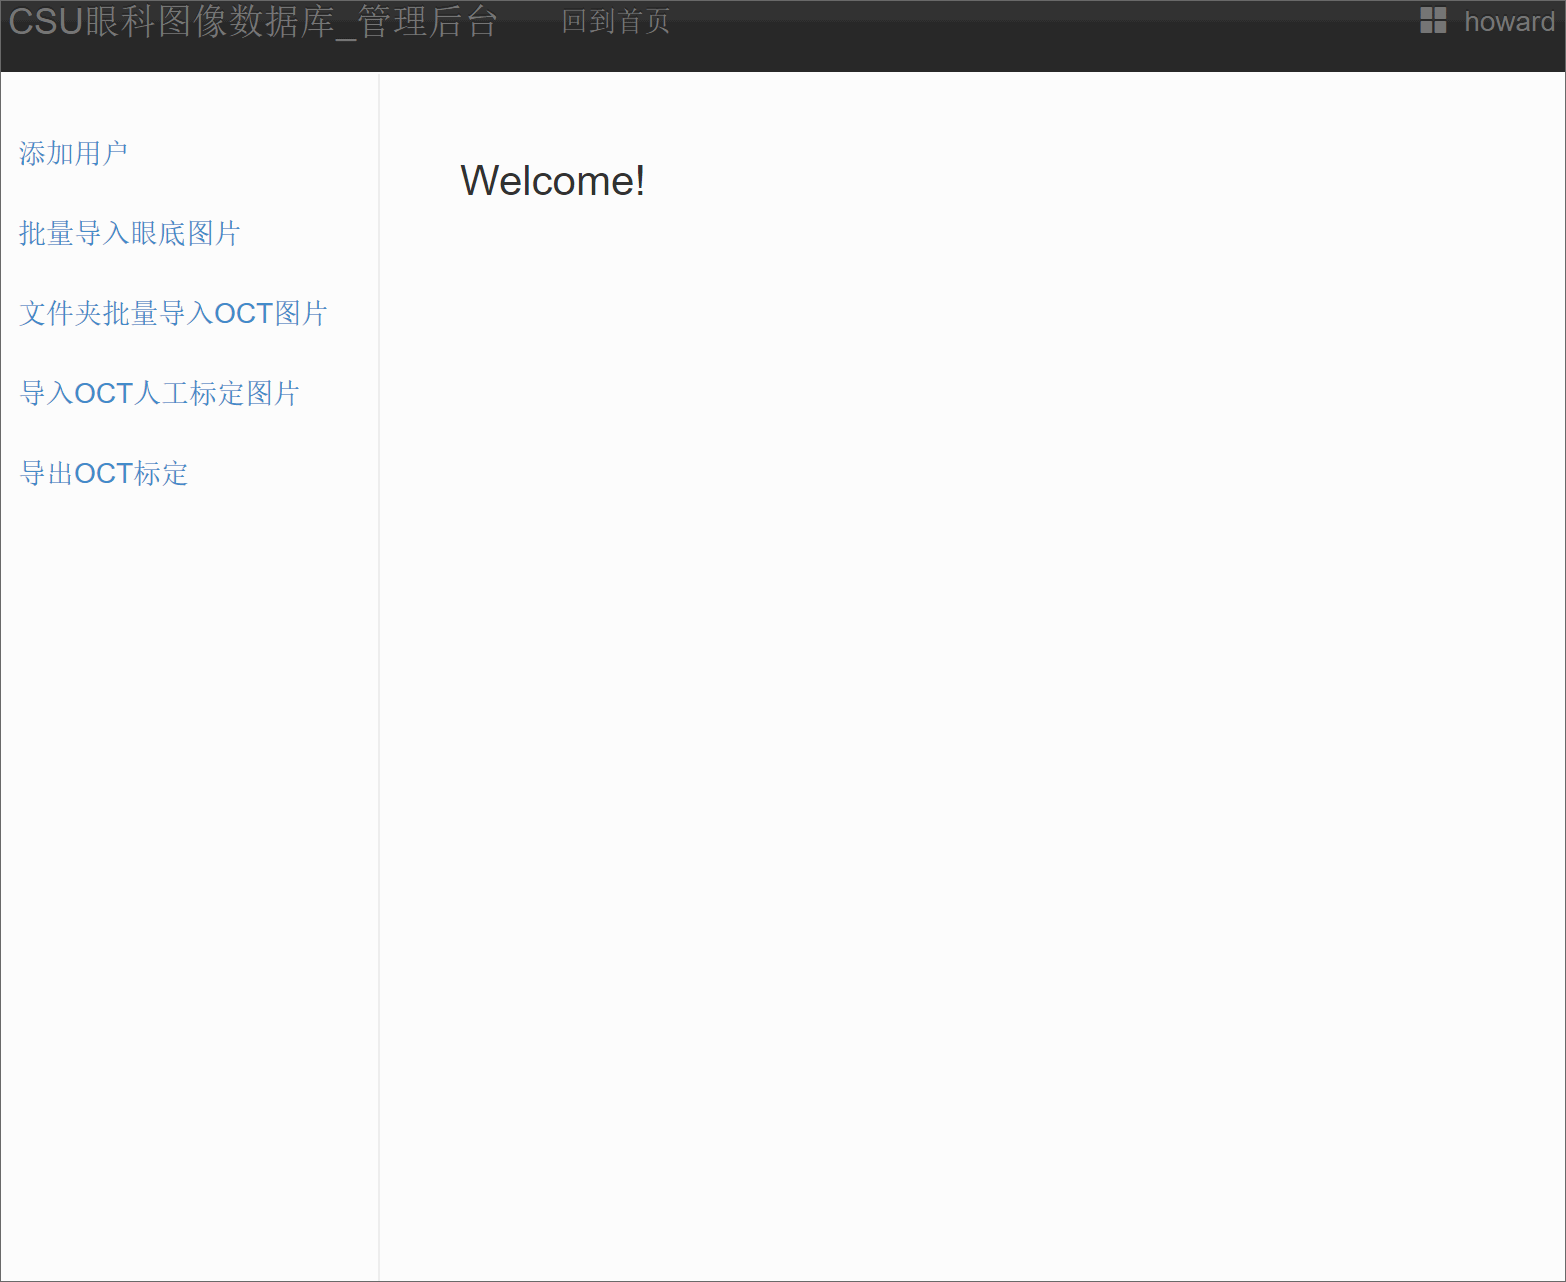 CSU眼科图像数据库_管理后台 回到首页 howard
添加用户
Welcome!
批量导入眼底图片
文件夹批量导入OCT图片
导入OCT人工标定图片
导出OCT标定